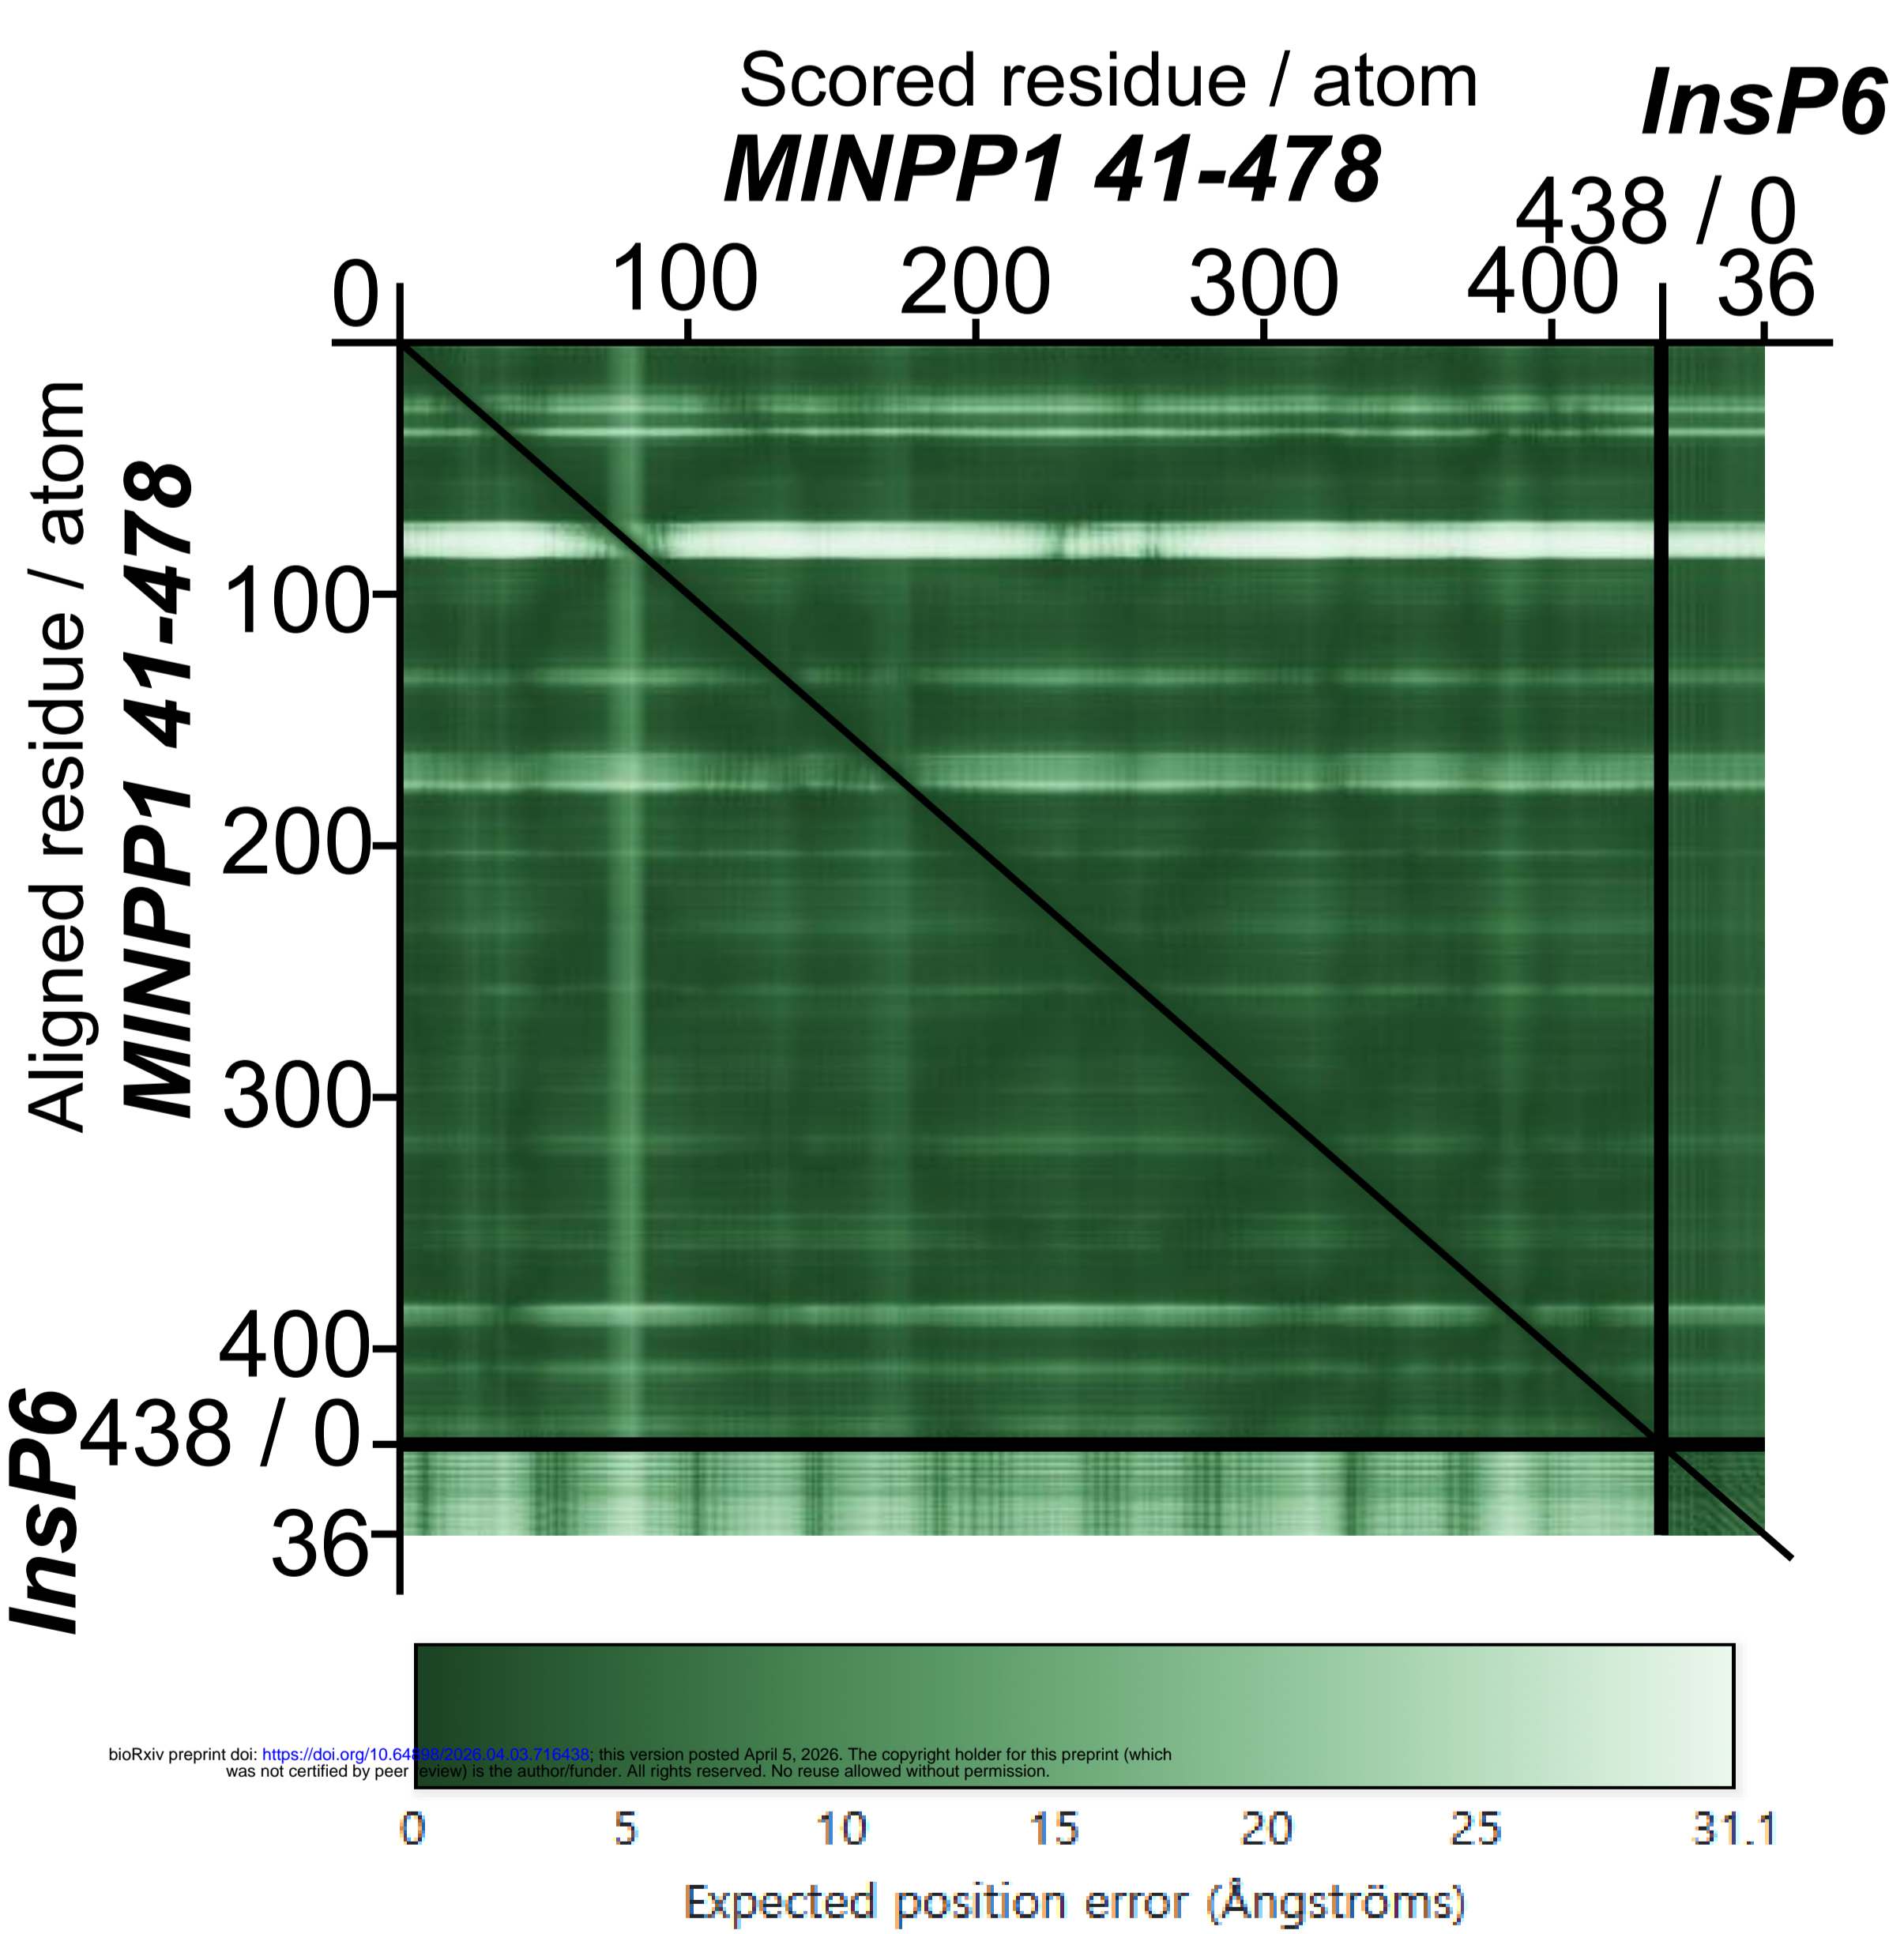 Scored residue / atom
InsP6
MINPP1 41-478
438 / 0
0
100
200
300
400
36
Aligned residue / atom
MINPP1 41-478
100
200
300
400
438 / 0
InsP6
36
bioRxiv preprint doi: https://doi.org/10.64898/2026.04.03.716438; this version posted April 5, 2026. The copyright holder for this preprint (which
was not certified by peer review) is the author/funder. All rights reserved. No reuse allowed without permission.
0 5 10 15 20 25 31.1
Expected position error (Ångströms)